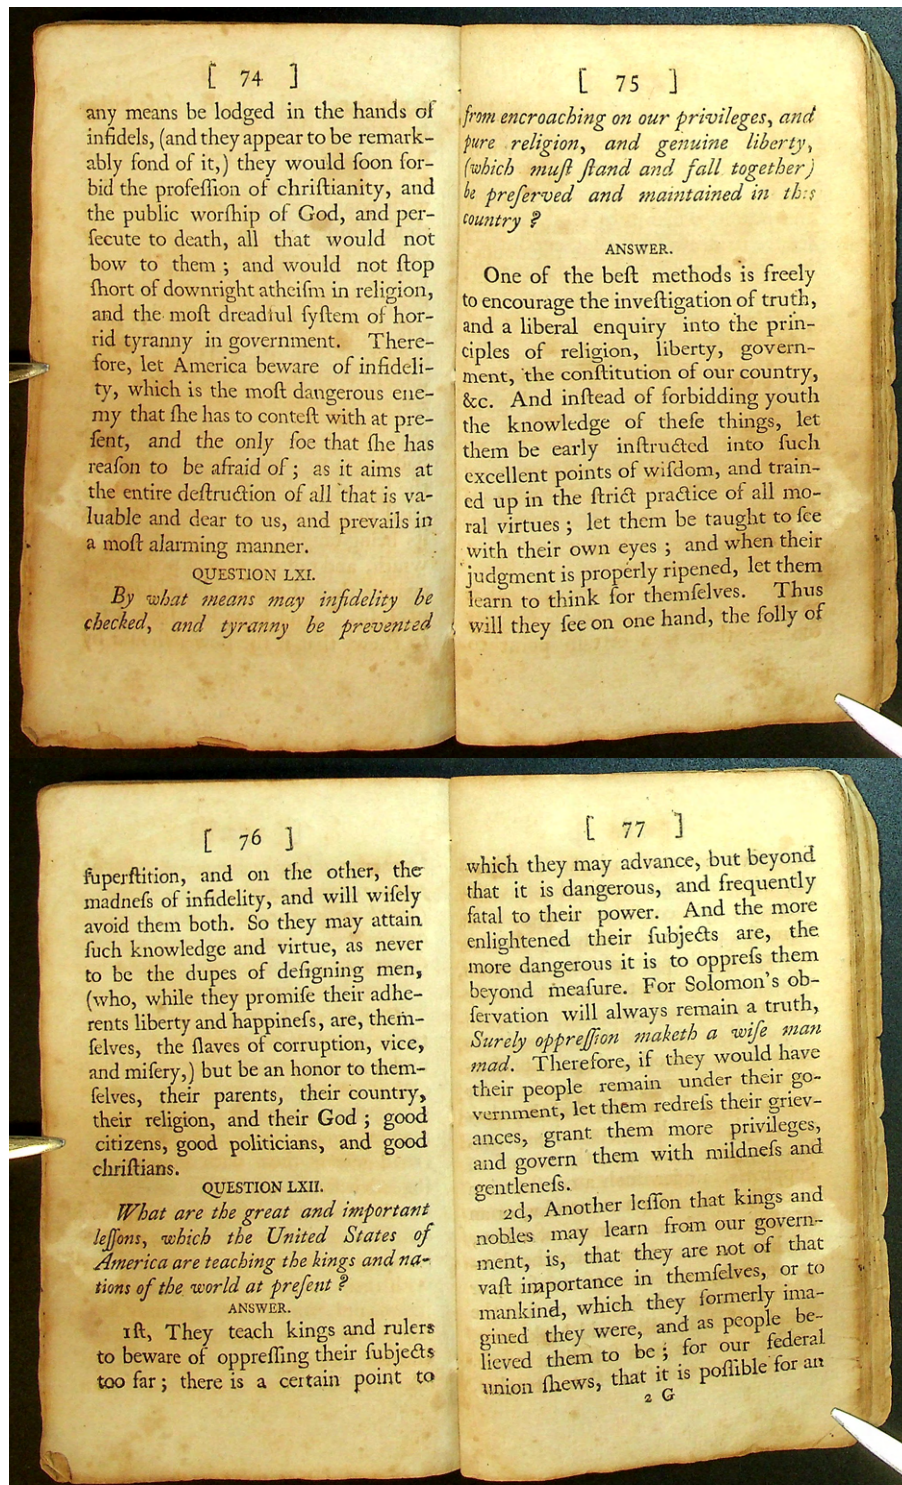 [ 74 ]
any means be lodged in the hands of
infidels, (and they appear to be remark-
ably fond of it,) they would ſoon for-
bid the profeſſion of chriſtianity, and
the public worſhip of God, and per-
ſecute to death, all that would not
bow to them ; and would not ſtop
ſhort of downright atheiſm in religion,
and the moſt dreadful ſyſtem of hor-
rid tyranny in government. There-
fore, let America beware of infideli-
ty, which is the moſt dangerous ene-
my that ſhe has to conteſt with at pre-
ſent, and the only foe that ſhe has
reaſon to be afraid of ; as it aims at
the entire deſtruction of all that is va-
luable and dear to us, and prevails in
a moſt alarming manner.
QUESTION LXI.
By what means may infidelity be
checked, and tyranny be prevented
[ 75 ]
from encroaching on our privileges, and
pure religion, and genuine liberty,
(which muſt ſtand and fall together)
be preſerved and maintained in this
country ?
ANSWER.
One of the beſt methods is freely
to encourage the inveſtigation of truth,
and a liberal enquiry into the prin-
ciples of religion, liberty, govern-
ment, the conſtitution of our country,
&c. And inſtead of forbidding youth
the knowledge of theſe things, let
them be early inſtructed into ſuch
excellent points of wiſdom, and train-
ed up in the ſtrict practice of all mo-
ral virtues ; let them be taught to ſee
with their own eyes ; and when their
judgment is properly ripened, let them
learn to think for themſelves. Thus
will they ſee on one hand, the folly of
[ 76 ]
ſuperſtition, and on the other, the
madneſs of infidelity, and will wiſely
avoid them both. So they may attain
ſuch knowledge and virtue, as never
to be the dupes of deſigning men,
(who, while they promiſe their adhe-
rents liberty and happineſs, are, them-
ſelves, the ſlaves of corruption, vice,
and miſery,) but be an honor to them-
ſelves, their parents, their country,
their religion, and their God ; good
citizens, good politicians, and good
chriſtians.
QUESTION LXII.
What are the great and important
leſſons, which the United States of
America are teaching the kings and na-
tions of the world at preſent ?
ANSWER.
1ſt, They teach kings and rulers
to beware of oppreſſing their ſubjects
too far ; there is a certain point to
[ 77 ]
which they may advance, but beyond
that it is dangerous, and frequently
fatal to their power. And the more
enlightened their ſubjects are, the
more dangerous it is to oppreſs them
beyond meaſure. For Solomon's ob-
ſervation will always remain a truth,
Surely oppreſſion maketh a wiſe man
mad. Therefore, if they would have
their people remain under their go-
vernment, let them redreſs their griev-
ances, grant them more privileges,
and govern them with mildneſs and
gentleneſs.
2d, Another leſſon that kings and
nobles may learn from our govern-
ment, is, that they are not of that
vaſt importance in themſelves, or to
mankind, which they formerly ima-
gined they were, and as people be-
lieved them to be ; for our federal
union ſhews, that it is poſſible for an
2 G